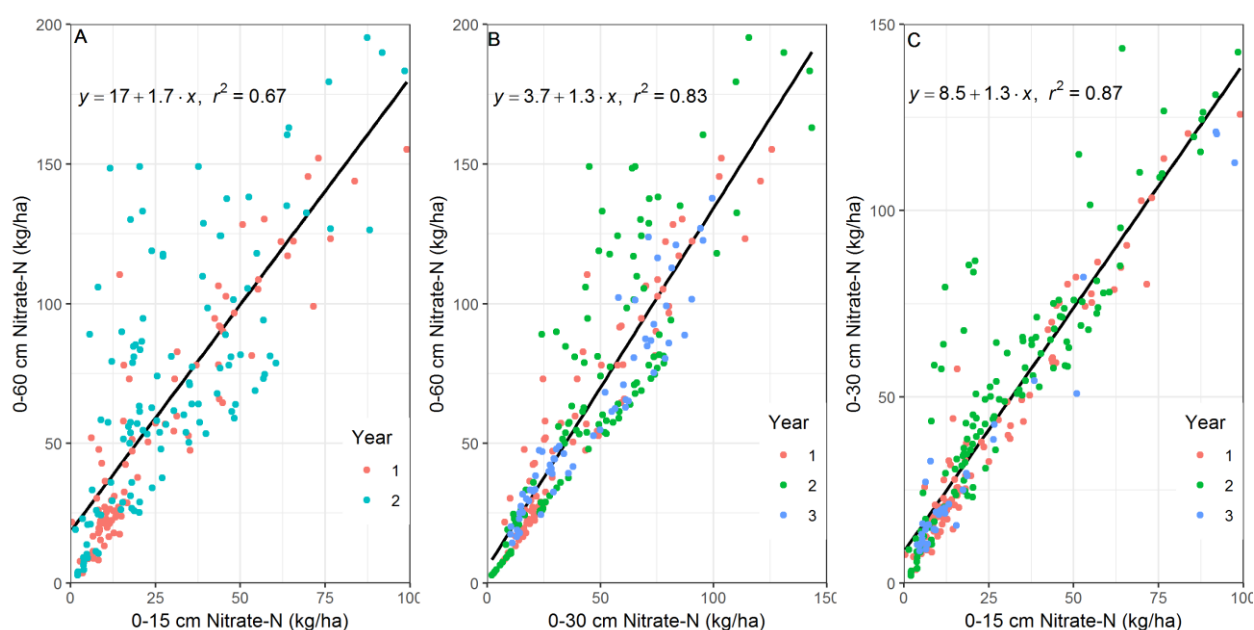 A
y = 17 + 1.7 · x, r² = 0.67
0-60 cm Nitrate-N (kg/ha)
200
150
100
50
0
0
25
50
75
100
0-15 cm Nitrate-N (kg/ha)
Year
1
2
B
y = 3.7 + 1.3 · x, r² = 0.83
0-60 cm Nitrate-N (kg/ha)
200
150
100
50
0
0
50
100
150
0-30 cm Nitrate-N (kg/ha)
Year
1
2
3
C
y = 8.5 + 1.3 · x, r² = 0.87
0-30 cm Nitrate-N (kg/ha)
150
100
50
0
0
25
50
75
100
0-15 cm Nitrate-N (kg/ha)
Year
1
2
3